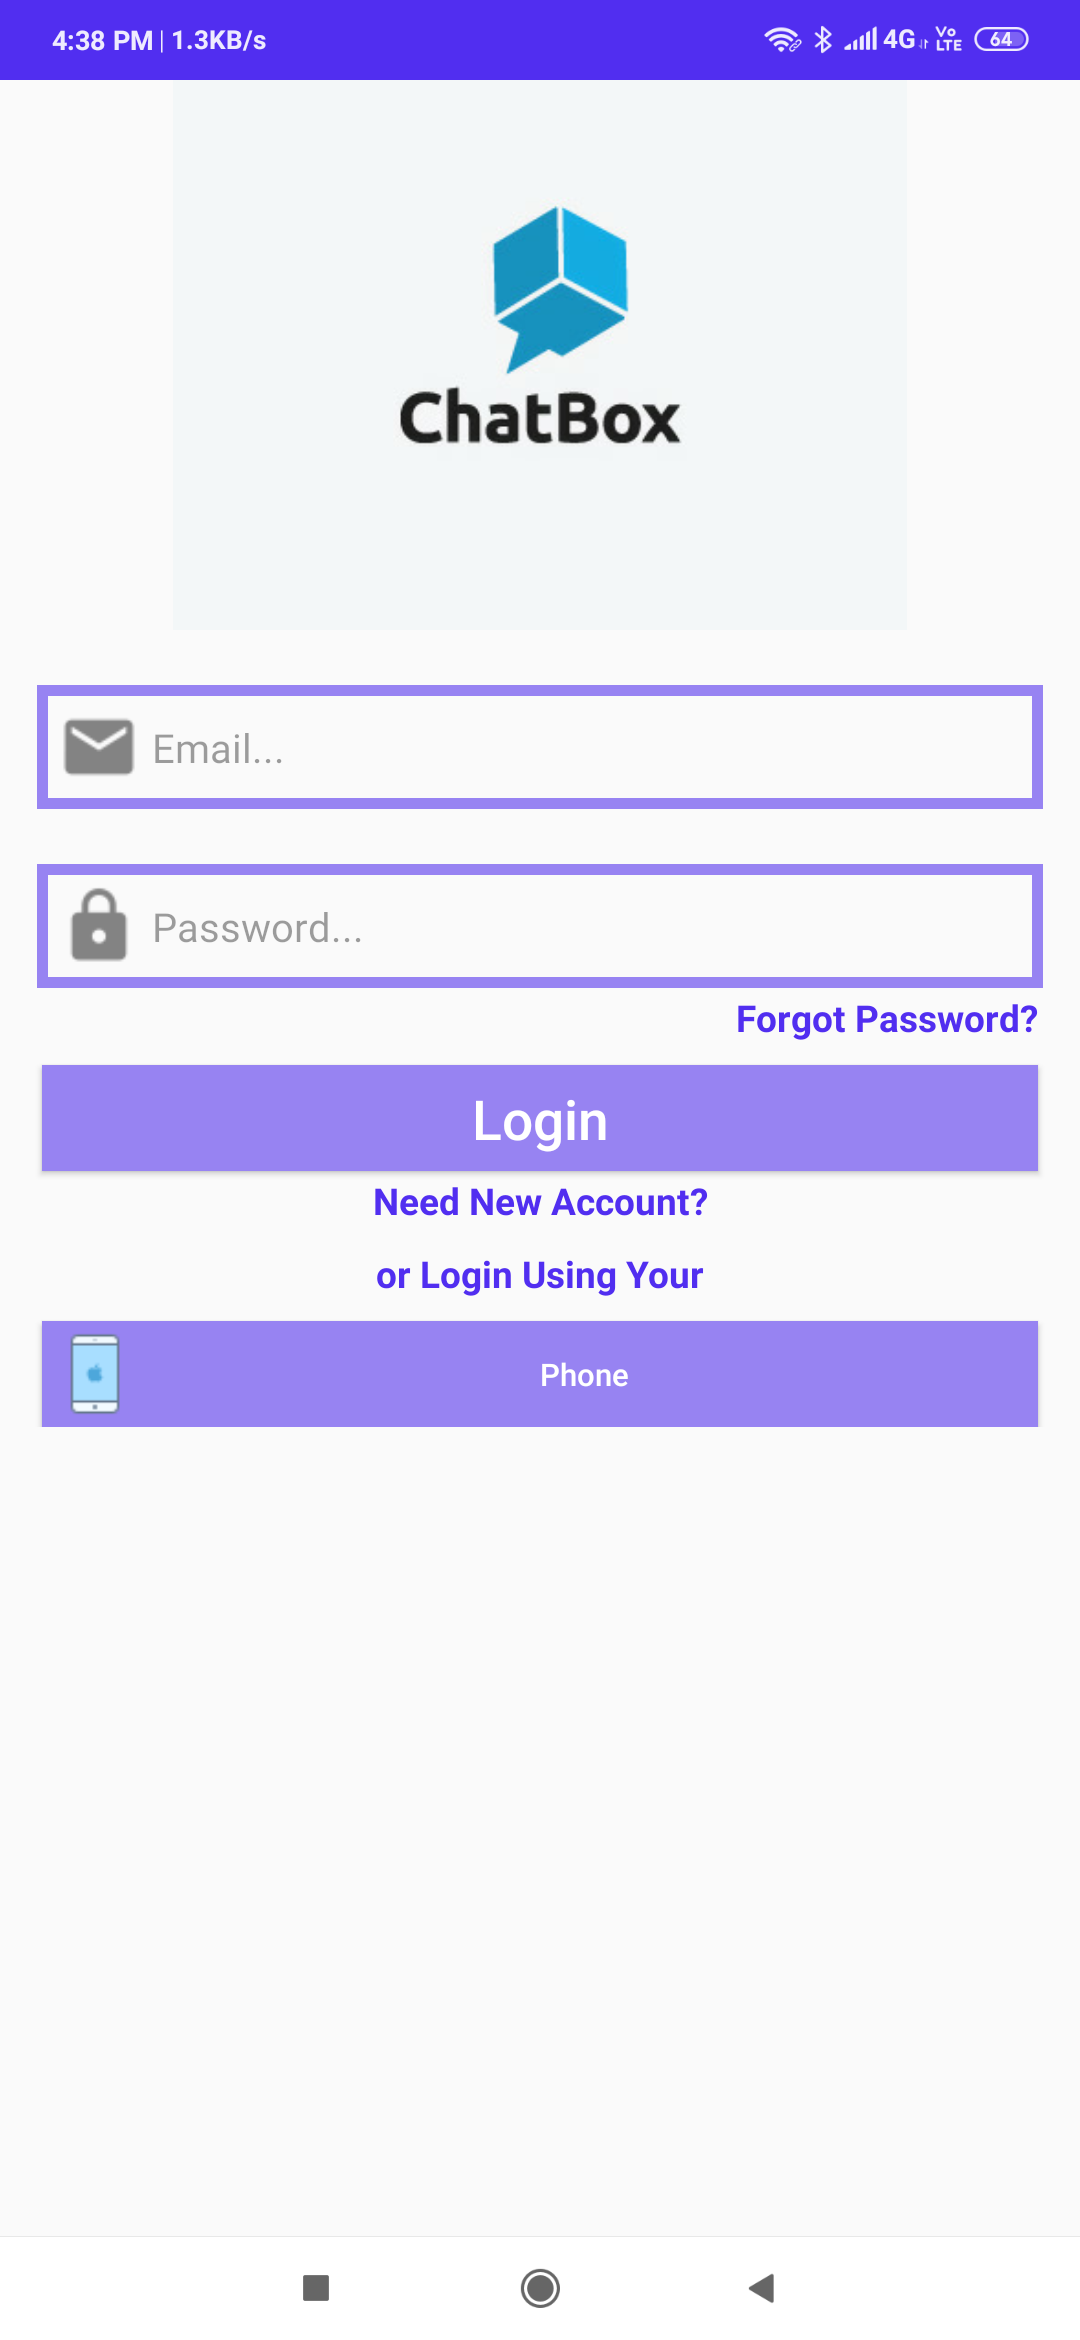 4:38 PM | 1.3KB/s 4G Vo LTE 64
ChatBox
Email...
Password...
Forgot Password?
Login
Need New Account?
or Login Using Your
Phone